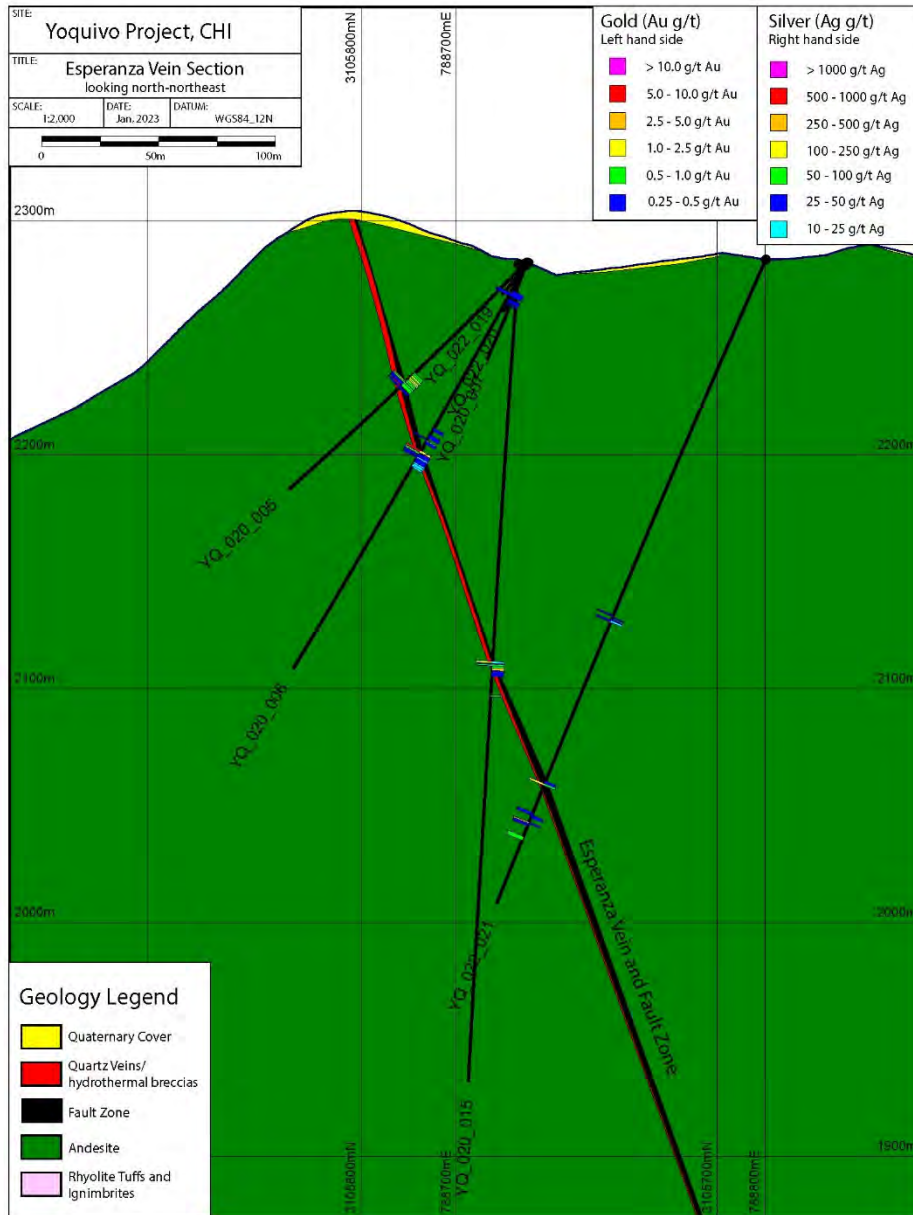 SITE:
Yoquivo Project, CHI
TITLE:
Esperanza Vein Section
looking north-northeast
SCALE:
1:2,000
DATE:
Jan, 2023
DATUM:
WGS84_12N
0 50m 100m
3105800mN
788700mE
Gold (Au g/t)
Left hand side
> 10.0 g/t Au
5.0 - 10.0 g/t Au
2.5 - 5.0 g/t Au
1.0 - 2.5 g/t Au
0.5 - 1.0 g/t Au
0.25 - 0.5 g/t Au
Silver (Ag g/t)
Right hand side
> 1000 g/t Ag
500 - 1000 g/t Ag
250 - 500 g/t Ag
100 - 250 g/t Ag
50 - 100 g/t Ag
25 - 50 g/t Ag
10 - 25 g/t Ag
2300m
YQ_022_019
YQ_022_020
YQ_020_007
2200m
2200m
YQ_020_005
YQ_020_006
2100m
2100m
Esperanza Vein and Fault Zone
2000m
2000m
YQ_020_015
1900m
3105800mN
788700mE
3105700mN
788800mE
Geology Legend
Quaternary Cover
Quartz Veins/
hydrothermal breccias
Fault Zone
Andesite
Rhyolite Tuffs and
Ignimbrites